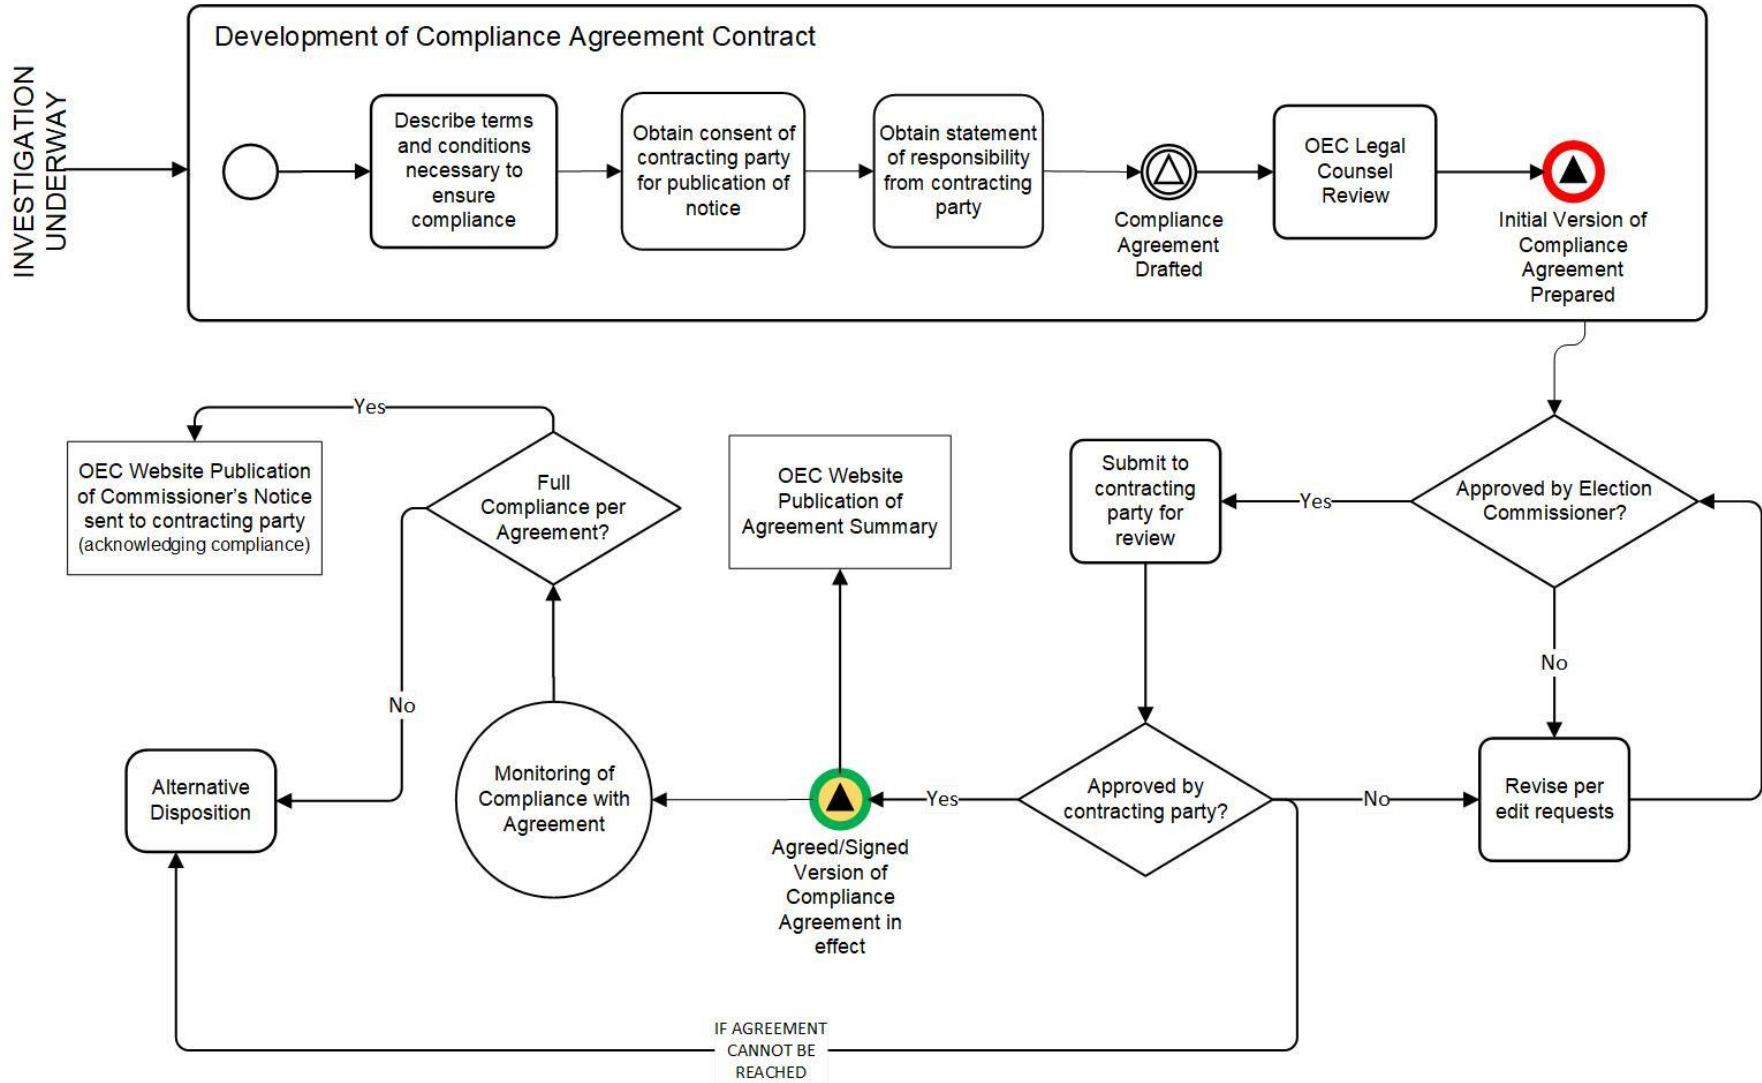 Development of Compliance Agreement Contract
INVESTIGATION
UNDERWAY
Describe terms
and conditions
necessary to
ensure
compliance
Obtain consent of
contracting party
for publication of
notice
Obtain statement
of responsibility
from contracting
party
Compliance
Agreement
Drafted
OEC Legal
Counsel
Review
Initial Version of
Compliance
Agreement
Prepared
Yes
OEC Website Publication
of Commissioner's Notice
sent to contracting party
(acknowledging compliance)
Full
Compliance per
Agreement?
OEC Website
Publication of
Agreement Summary
Submit to
contracting
party for
review
Yes
Approved by Election
Commissioner?
No
No
Alternative
Disposition
Monitoring of
Compliance with
Agreement
Agreed/Signed
Version of
Compliance
Agreement in
effect
Yes
Approved by
contracting party?
No
Revise per
edit requests
IF AGREEMENT
CANNOT BE
REACHED